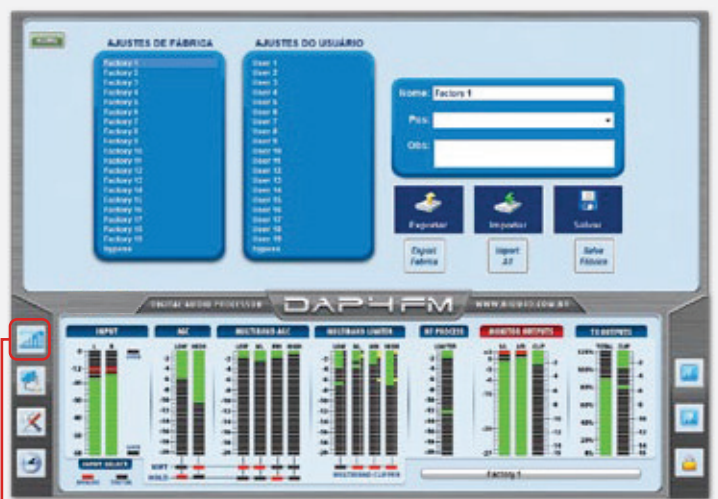 AJUSTES DE FÁBRICA
AJUSTES DO USUÁRIO
Factory 1
Factory 2
Factory 3
Factory 4
Factory 5
Factory 6
Factory 7
Factory 8
Factory 9
Factory 10
Factory 11
Factory 12
Factory 13
Factory 14
Factory 15
Factory 16
Factory 17
Factory 18
Factory 19
bypass
User 1
User 2
User 3
User 4
User 5
User 6
User 7
User 8
User 9
User 10
User 11
User 12
User 13
User 14
User 15
User 16
User 17
User 18
User 19
bypass
Nome: Factory 1
Pos:
Obs:
Exportar
Importar
Salvar
Export Fabrica
Import All
Salva Fábrica
DIGITAL AUDIO PROCESSOR
DAP4 FM
INPUT
AGC
MULTIBAND AGC
MULTIBAND LIMITER
MONITOR OUTPUTS
TX OUTPUTS
L R
LOW HIGH
LIMITER
TOTAL CLIP
INPUT SELECT
MULTIBAND CLIPPER
Factory 1